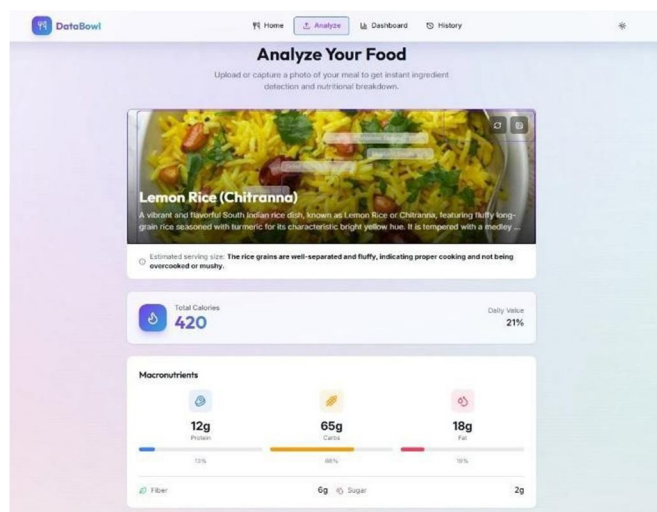 DataBowl
Home Analyze Dashboard History
Analyze Your Food
Upload or capture a photo of your meal to get instant ingredient
detection and nutritional breakdown.
Lemon Rice (Chitranna)
A vibrant and flavorful South Indian rice dish, known as Lemon Rice or Chitranna, featuring fluffy long-
grain rice seasoned with turmeric for its characteristic bright yellow hue. It is tempered with a medley ...
Estimated serving size: The rice grains are well-separated and fluffy, indicating proper cooking and not being
overcooked or mushy.
Total Calories
420
Daily Value
21%
Macronutrients
12g 65g 18g
Protein Carbs Fat
Fiber 6g Sugar 2g